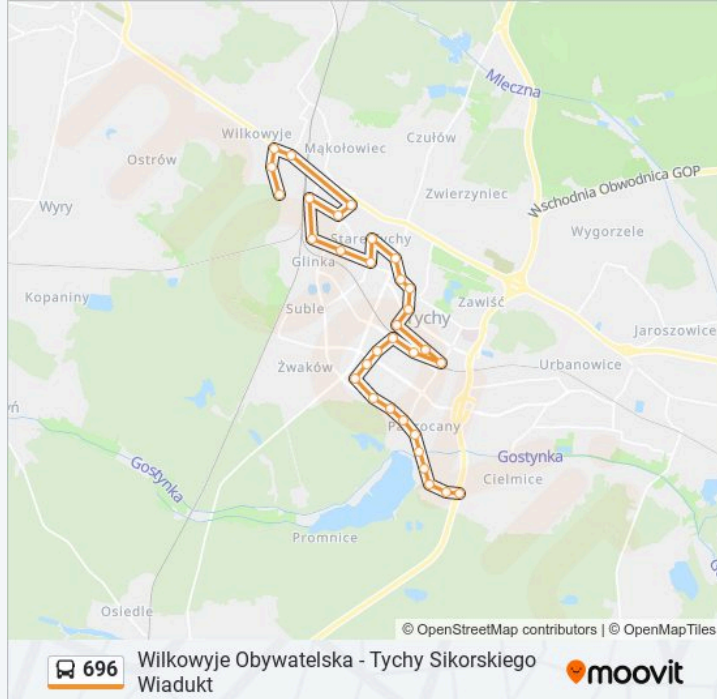 Mleczna
Wilkowyje
Mąkołowiec
Czułów
Ostrów
Wschodnia Obwodnica GOP
Zwierzyniec
Wyry
Wygorzele
Stare Tychy
Glinka
Kopaniny
Suble
Zawiść
Tychy
Jaroszowice
Żwaków
Urbanowice
Paprocany
Gostynka
Gostynka
Cielmice
Promnice
Osiedle
© OpenStreetMap contributors | © OpenMapTiles
696 Wilkowyje Obywatelska - Tychy Sikorskiego
Wiadukt
moovit